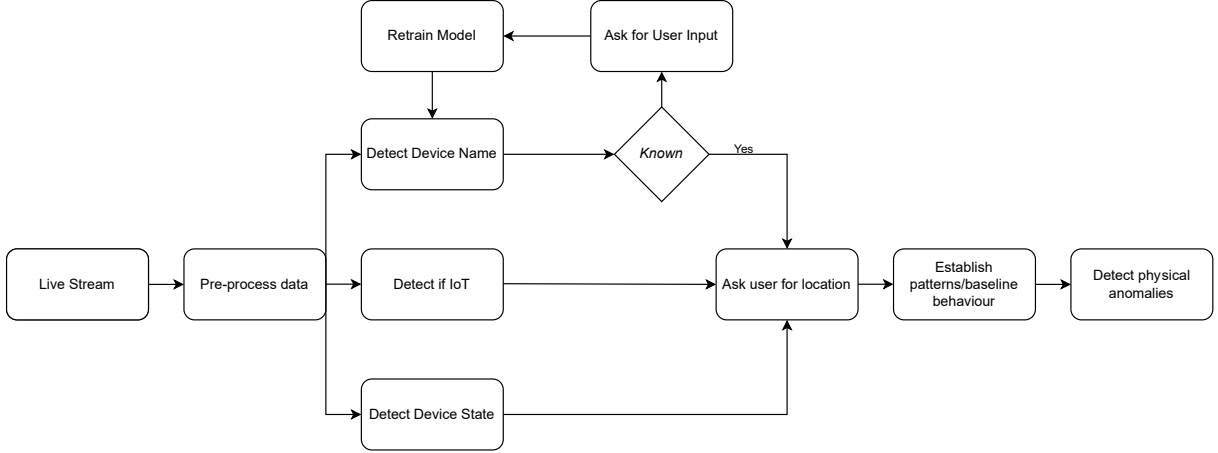 Retrain Model
Ask for User Input
Detect Device Name
Known
Yes
Live Stream
Pre-process data
Detect if IoT
Ask user for location
Establish
patterns/baseline
behaviour
Detect physical
anomalies
Detect Device State